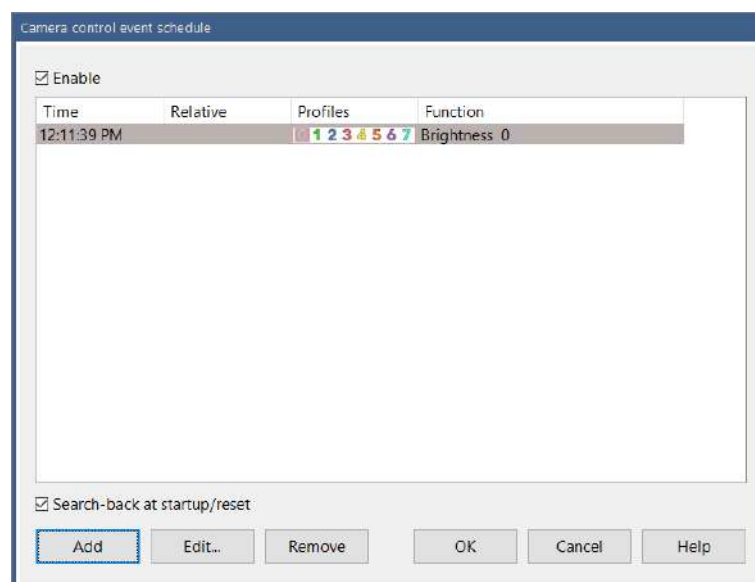 Camera control event schedule
Enable
Time Relative Profiles Function
12:11:39 PM 1 2 3 4 5 6 7 Brightness 0
Search-back at startup/reset
Add Edit... Remove OK Cancel Help